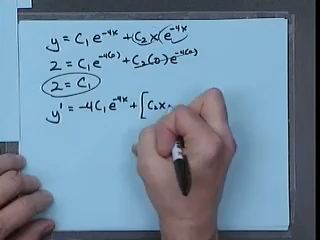 y = C₁e⁻⁴ˣ + C₂x(e⁻⁴ˣ
2 = C₁e⁻⁴⁽⁰⁾ + C₂(0)e⁻⁴⁽⁰⁾
2 = C₁
y' = -4C₁e⁻⁴ˣ + [C₂x